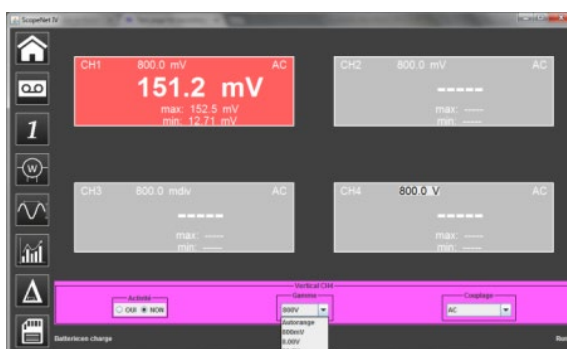 ScopeNet IV
CH1 800.0 mV AC
151.2 mV
max: 152.5 mV
min: 12.71 mV
CH2 800.0 mV AC
-----
max: -----
min: -----
CH3 800.0 mdiv AC
-----
max: -----
min: -----
CH4 800.0 V AC
-----
max: -----
min: -----
1
W
Vertical CH4
Activité
OUI NON
Gamme
800V
Autorange
800mV
8.00V
Couplage
AC
Batteries en charge